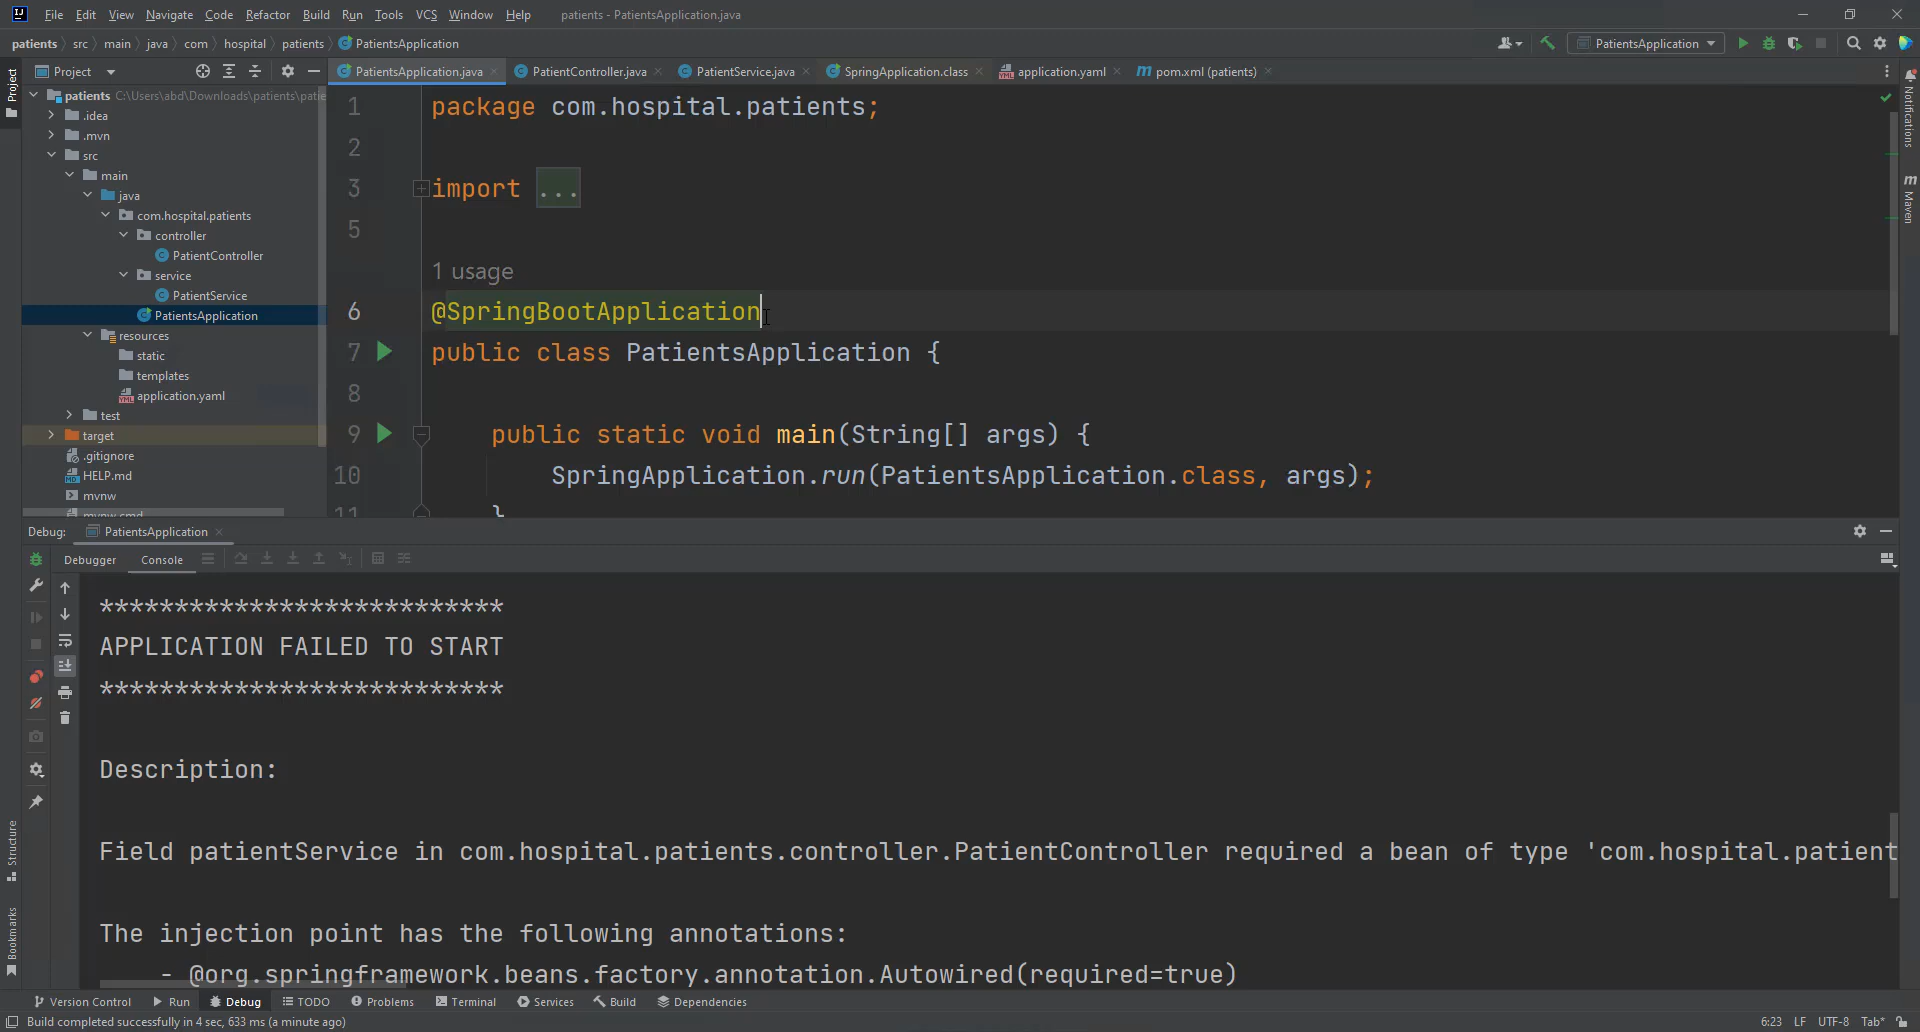 File Edit View Navigate Code Refactor Build Run Tools VCS Window Help patients - PatientsApplication.java
patients src main java com hospital patients PatientsApplication
PatientsApplication
Project
Project
PatientsApplication.java PatientController.java PatientService.java SpringApplication.class application.yaml pom.xml (patients)
patients C:\Users\abd\Downloads\patients\patie
.idea
.mvn
src
main
java
com.hospital.patients
controller
PatientController
service
PatientService
PatientsApplication
resources
static
templates
application.yaml
test
target
.gitignore
HELP.md
mvnw
mvnw.cmd
1 package com.hospital.patients;
2
3 import ...
5
1 usage
6 @SpringBootApplication
7 public class PatientsApplication {
8
9 public static void main(String[] args) {
10 SpringApplication.run(PatientsApplication.class, args);
11 }
Notifications
Maven
Debug: PatientsApplication
Debugger Console
***************************
APPLICATION FAILED TO START
***************************
Description:
Field patientService in com.hospital.patients.controller.PatientController required a bean of type 'com.hospital.patient
The injection point has the following annotations:
- @org.springframework.beans.factory.annotation.Autowired(required=true)
Structure
Bookmarks
Version Control Run Debug TODO Problems Terminal Services Build Dependencies
Build completed successfully in 4 sec, 633 ms (a minute ago)
6:23 LF UTF-8 Tab*